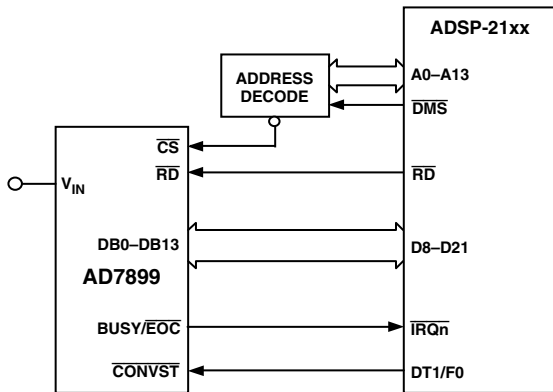 ADSP-21xx
ADDRESS
DECODE
A0–A13
DMS
CS
RD
RD
VIN
DB0–DB13
D8–D21
AD7899
BUSY/EOC
IRQn
CONVST
DT1/F0